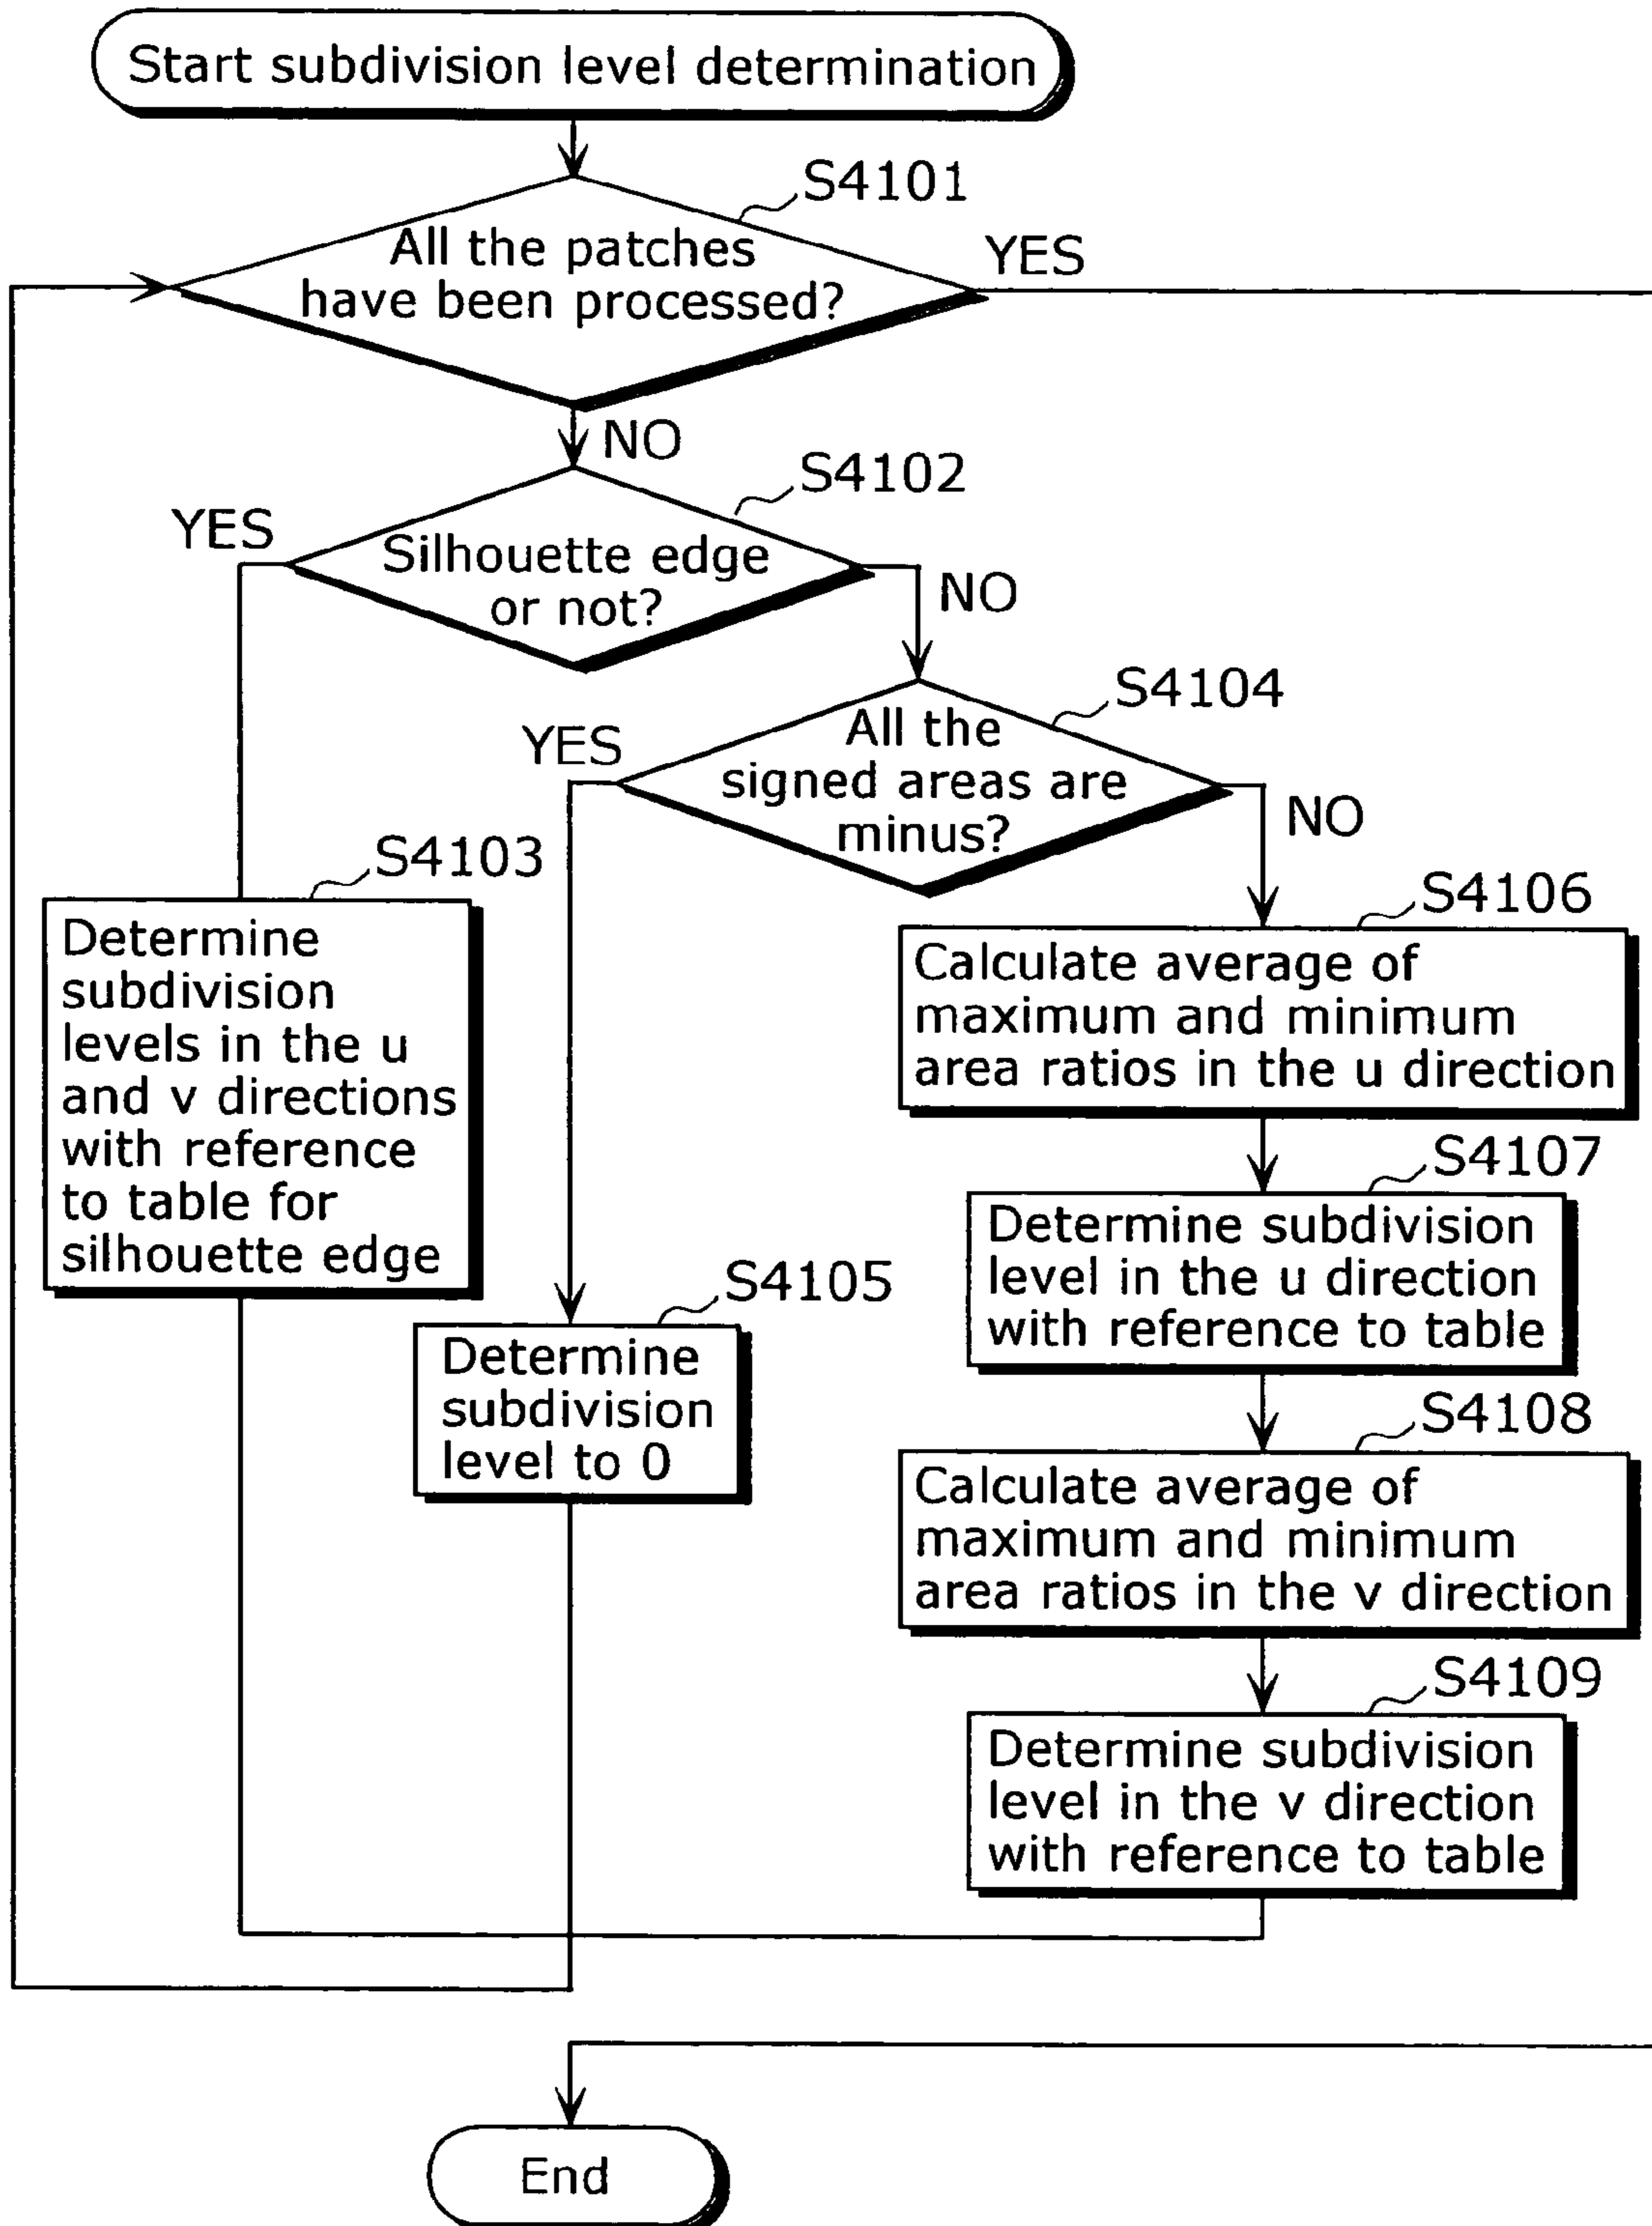 Start subdivision level determination
S4101
All the patches
have been processed?
YES
NO
S4102
YES
Silhouette edge
or not?
NO
S4104
YES
All the
signed areas are
minus?
NO
S4103
Determine
subdivision
levels in the u
and v directions
with reference
to table for
silhouette edge
S4106
Calculate average of
maximum and minimum
area ratios in the u direction
S4107
Determine subdivision
level in the u direction
with reference to table
S4105
Determine
subdivision
level to 0
S4108
Calculate average of
maximum and minimum
area ratios in the v direction
S4109
Determine subdivision
level in the v direction
with reference to table
End